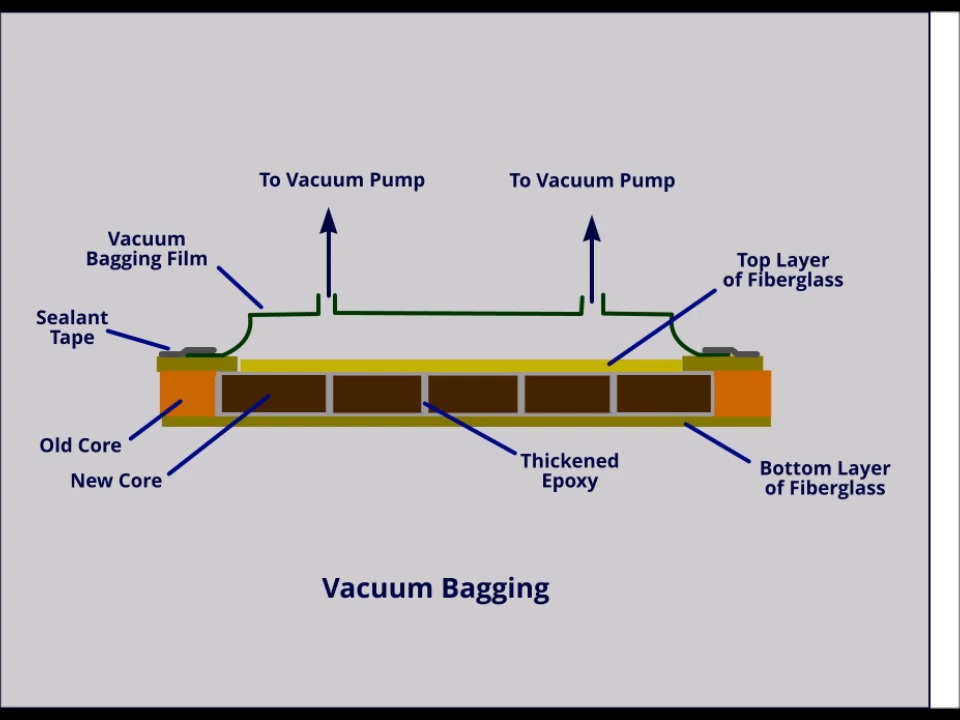 To Vacuum Pump
To Vacuum Pump
Vacuum
Bagging Film
Top Layer
of Fiberglass
Sealant
Tape
Old Core
New Core
Thickened
Epoxy
Bottom Layer
of Fiberglass
Vacuum Bagging